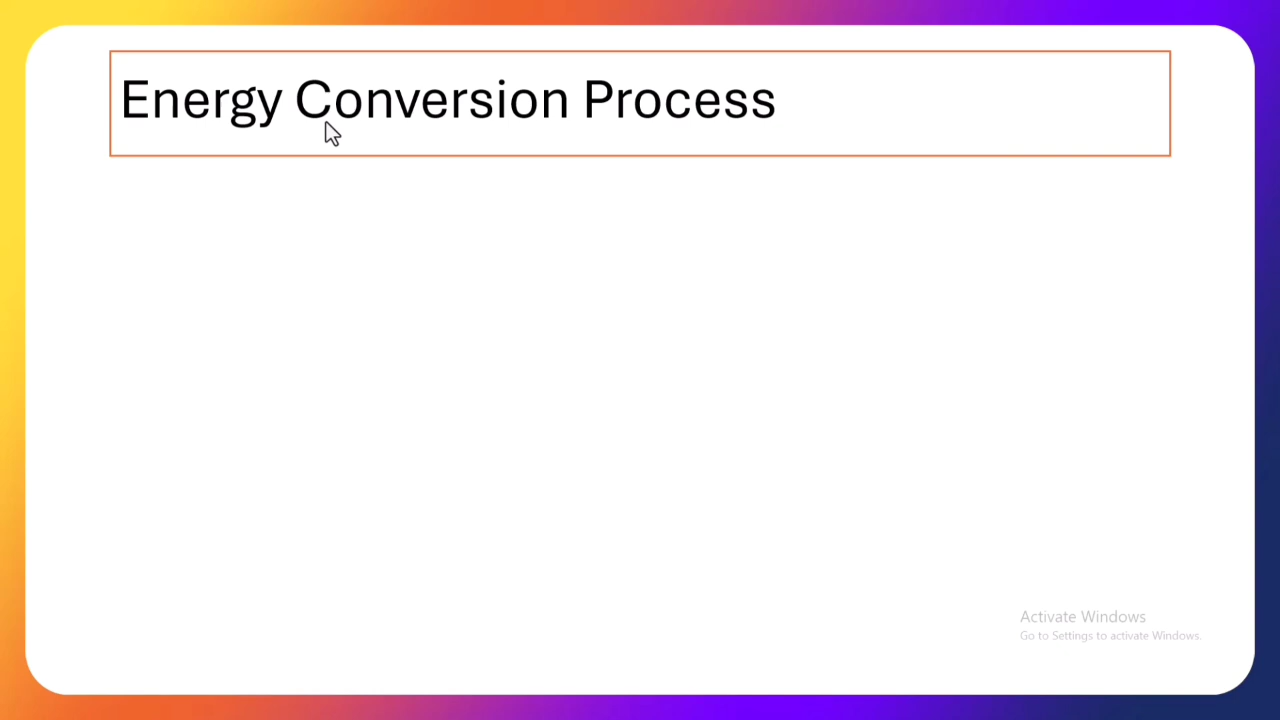 Energy Conversion Process
Activate Windows
Go to Settings to activate Windows.